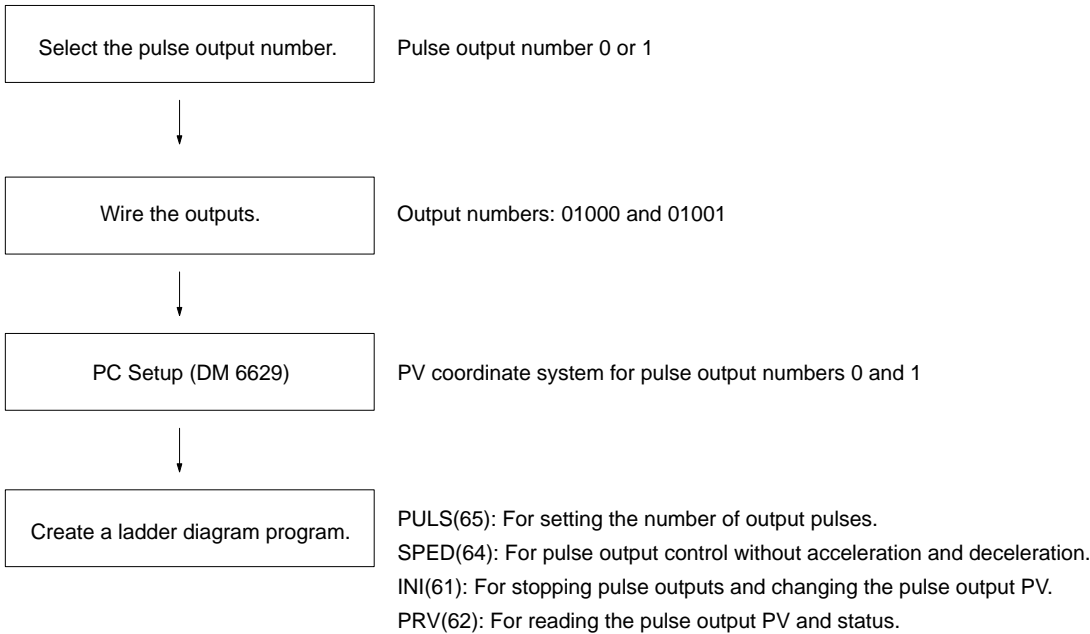 Select the pulse output number.
Pulse output number 0 or 1
Wire the outputs.
Output numbers: 01000 and 01001
PC Setup (DM 6629)
PV coordinate system for pulse output numbers 0 and 1
Create a ladder diagram program.
PULS(65): For setting the number of output pulses.
SPED(64): For pulse output control without acceleration and deceleration.
INI(61): For stopping pulse outputs and changing the pulse output PV.
PRV(62): For reading the pulse output PV and status.